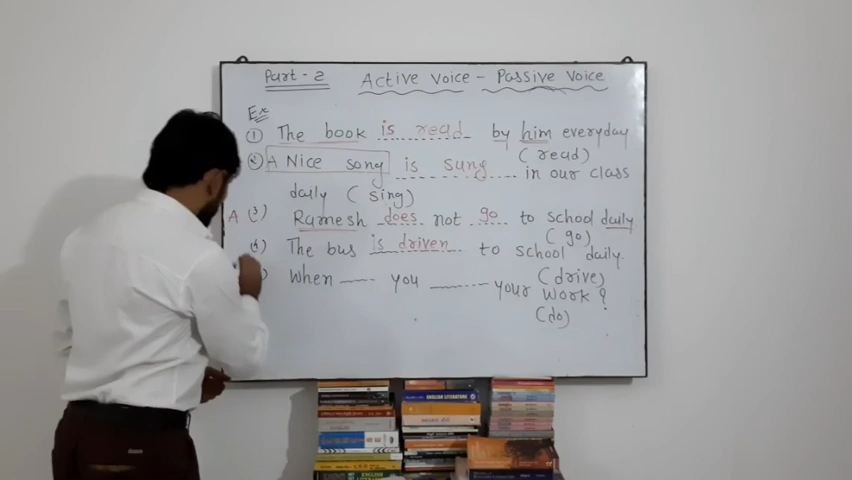 Part - 2 Active Voice - Passive Voice
Ex
① The book is read by him everyday
(read)
② A Nice song is sung in our class
daily (sing)
A (3) Ramesh does not go to school daily
(go)
(4) The bus is driven to school daily.
(drive)
) When you your work ?
(do)
ENGLISH LITERATURE